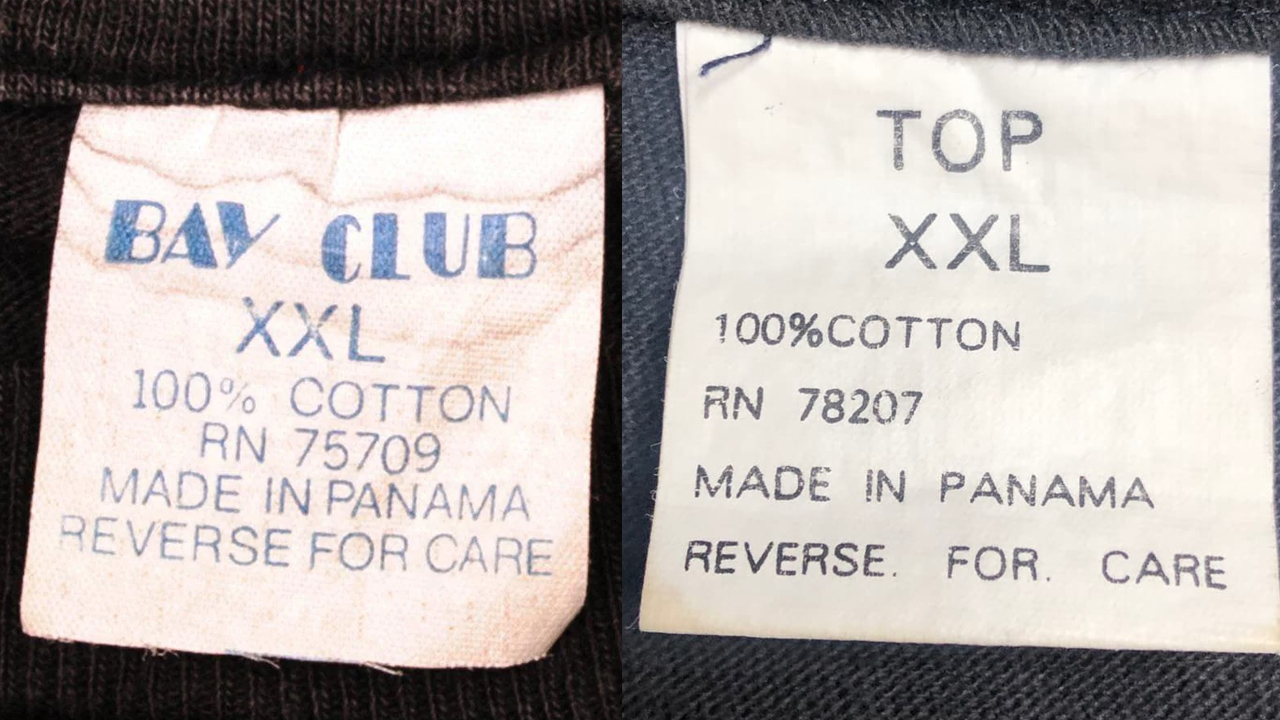 BAY CLUB
XXL
100% COTTON
RN 75709
MADE IN PANAMA
REVERSE FOR CARE
TOP
XXL
100%COTTON
RN 78207
MADE IN PANAMA
REVERSE. FOR. CARE